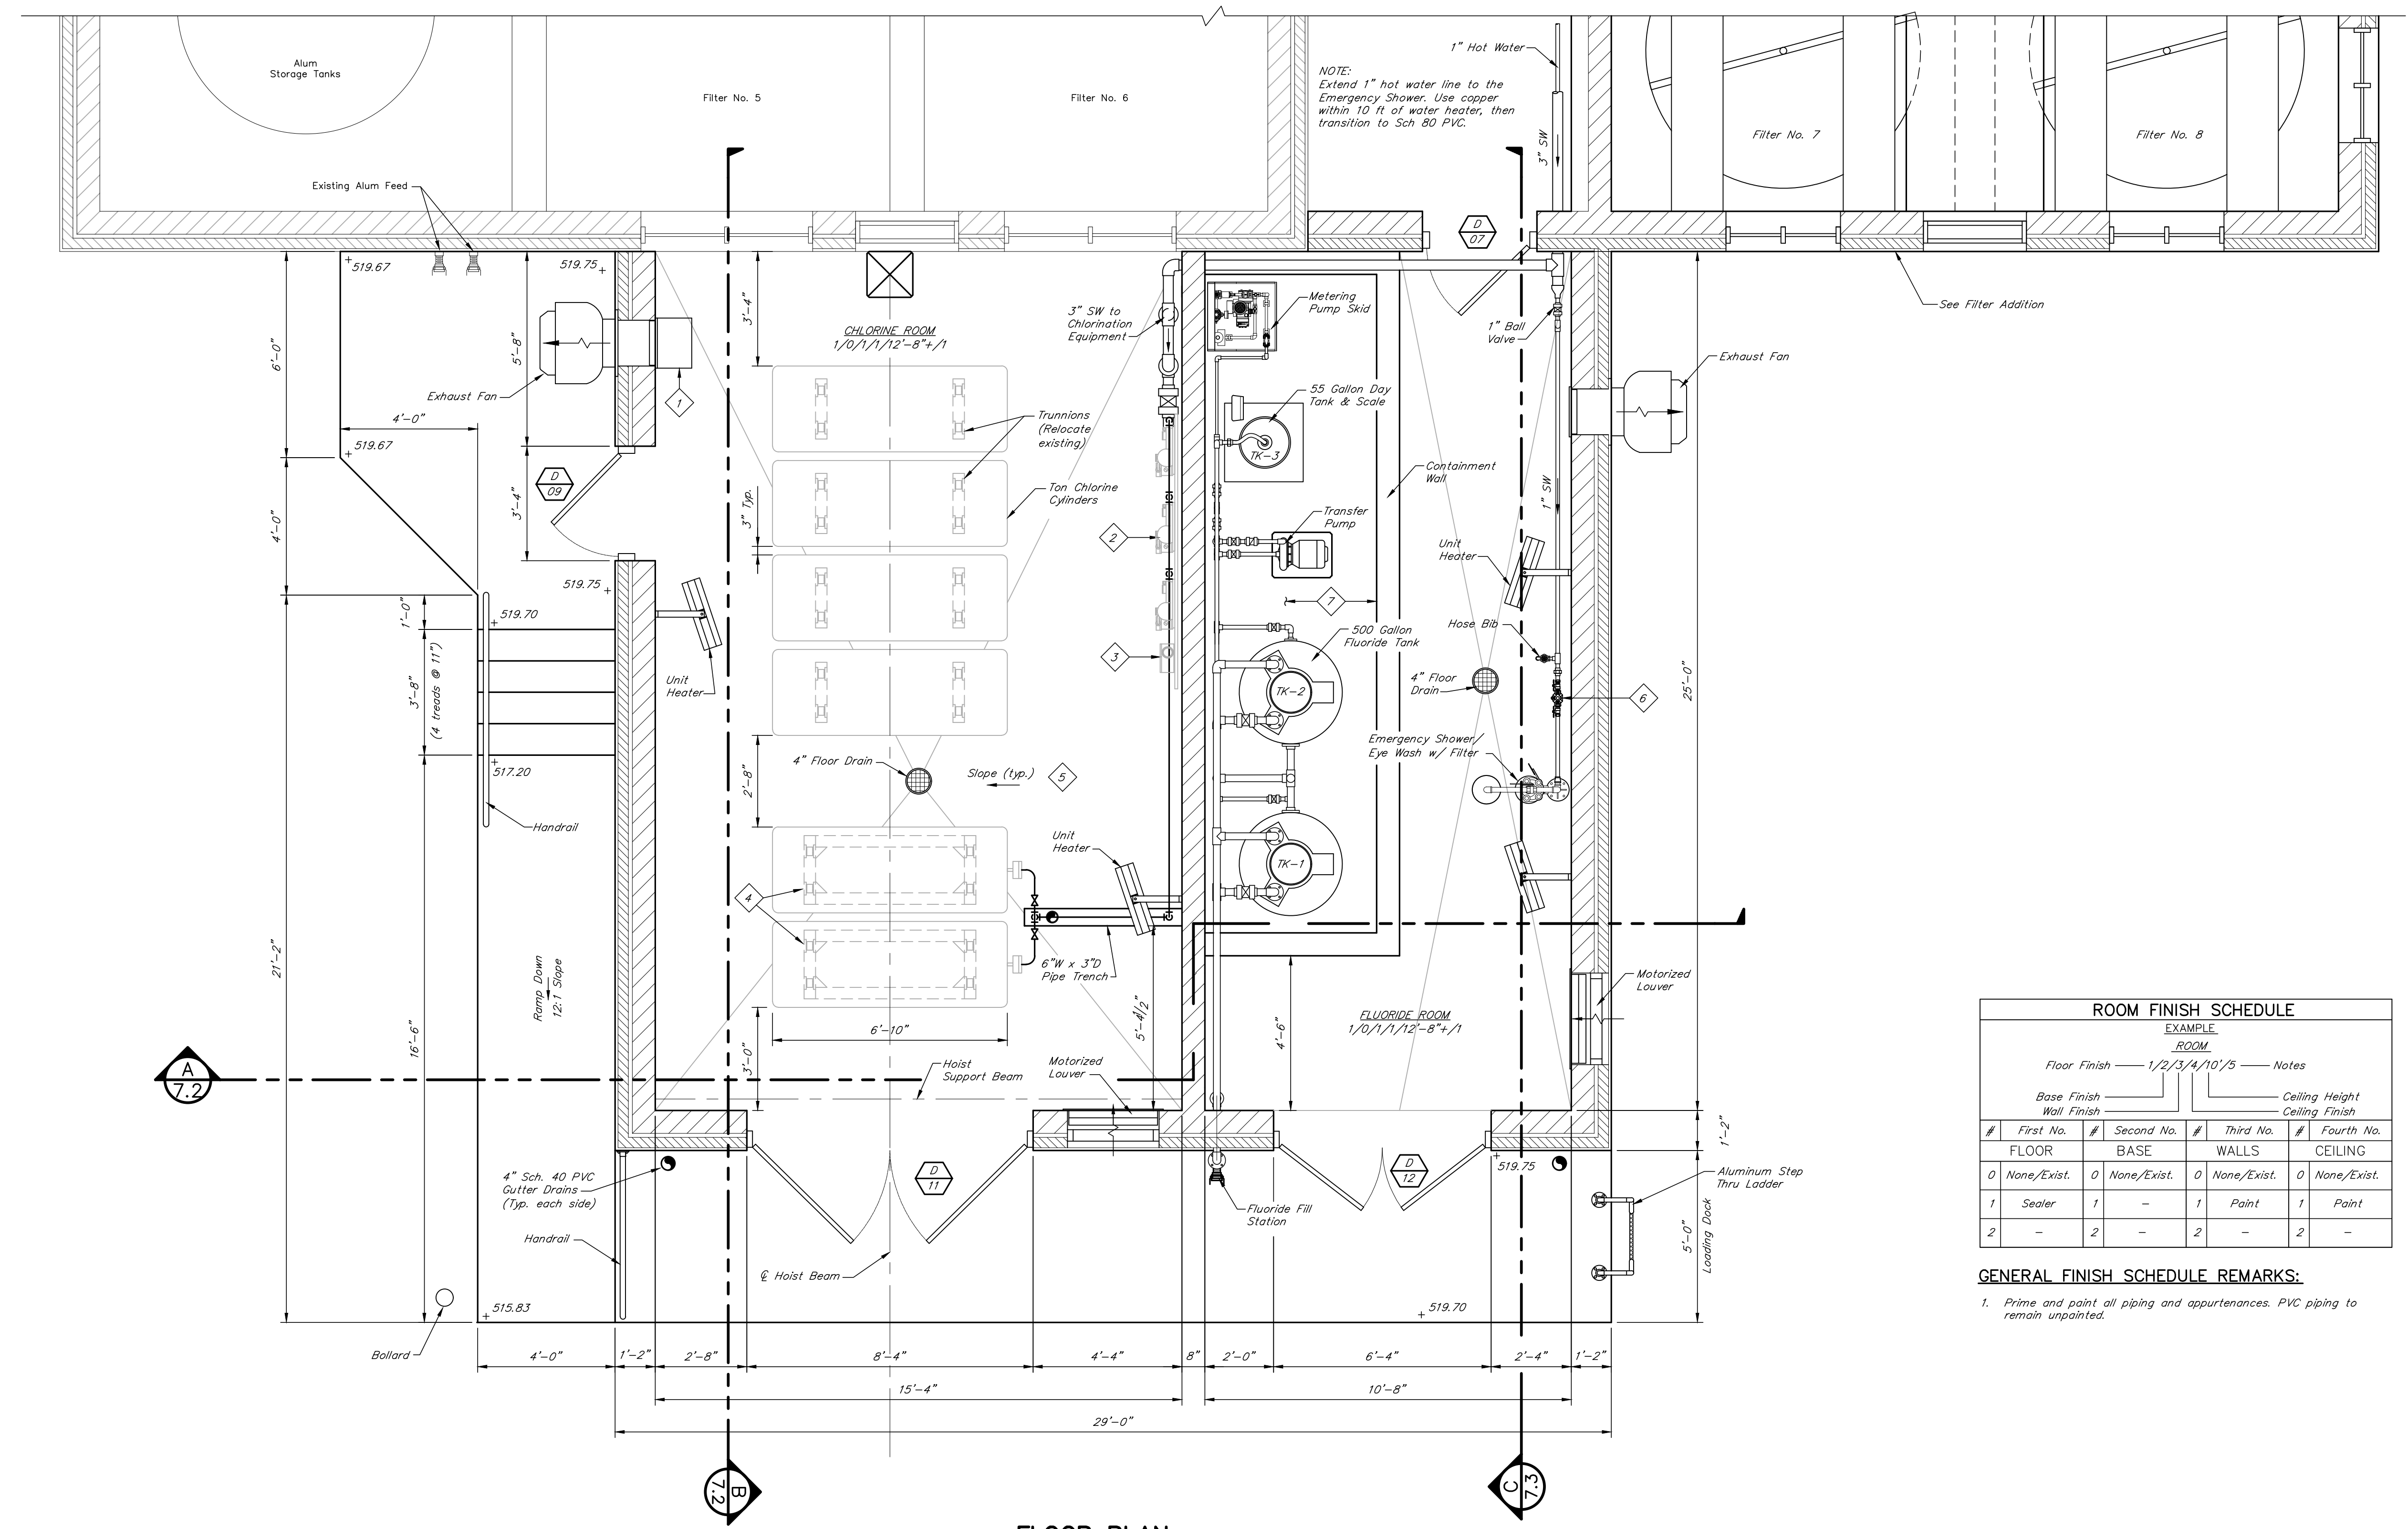 Alum
Storage Tanks
Filter No. 5
Filter No. 6
1" Hot Water
NOTE:
Extend 1" hot water line to the
Emergency Shower. Use copper
within 10 ft of water heater, then
transition to Sch 80 PVC.
3" SW
Filter No. 7
Filter No. 8
Existing Alum Feed
D
07
519.67
519.75
See Filter Addition
6'-0"
5'-8"
3'-4"
CHLORINE ROOM
1/0/1/1/12'-8"+/1
3" SW to
Chlorination
Equipment
Metering
Pump Skid
1" Ball
Valve
Exhaust Fan
Exhaust Fan
1
4'-0"
519.67
Trunnions
(Relocate
existing)
55 Gallon Day
Tank & Scale
TK-3
Containment
Wall
D
09
3'-4"
4'-0"
3" Typ.
Ton Chlorine
Cylinders
1" SW
2
Transfer
Pump
Unit
Heater
519.75
519.70
1'-0"
3'-8"
(4 treads @ 11")
7
Hose Bib
500 Gallon
Fluoride Tank
3
Unit
Heater
TK-2
4" Floor
Drain
6
25'-0"
517.20
Emergency Shower/
Eye Wash w/ Filter
4" Floor Drain
Slope (typ.)
5
2'-8"
Handrail
Unit
Heater
TK-1
4
21'-2"
16'-6"
Ramp Down
12:1 Slope
6"W x 3"D
Pipe Trench
5'-4 1/2"
4'-6"
Motorized
Louver
6'-10"
3'-0"
FLUORIDE ROOM
1/0/1/1/12'-8"+/1
A
7.2
Hoist
Support Beam
Motorized
Louver
4" Sch. 40 PVC
Gutter Drains
(Typ. each side)
D
11
D
12
519.75
1'-2"
Aluminum Step
Thru Ladder
Fluoride Fill
Station
5'-0"
Loading Dock
Handrail
℄ Hoist Beam
515.83
519.70
Bollard
4'-0"
1'-2"
2'-8"
8'-4"
4'-4"
8"
2'-0"
6'-4"
2'-4"
1'-2"
15'-4"
10'-8"
29'-0"
B
7.2
C
7.3
FLOOR PLAN
ROOM FINISH SCHEDULE
EXAMPLE
ROOM
Floor Finish 1/2/3/4/10'/5 Notes
Base Finish Ceiling Height
Wall Finish Ceiling Finish
# First No. # Second No. # Third No. # Fourth No.
FLOOR BASE WALLS CEILING
0 None/Exist. 0 None/Exist. 0 None/Exist. 0 None/Exist.
1 Sealer 1 – 1 Paint 1 Paint
2 – 2 – 2 – 2 –
GENERAL FINISH SCHEDULE REMARKS:
1. Prime and paint all piping and appurtenances. PVC piping to
remain unpainted.